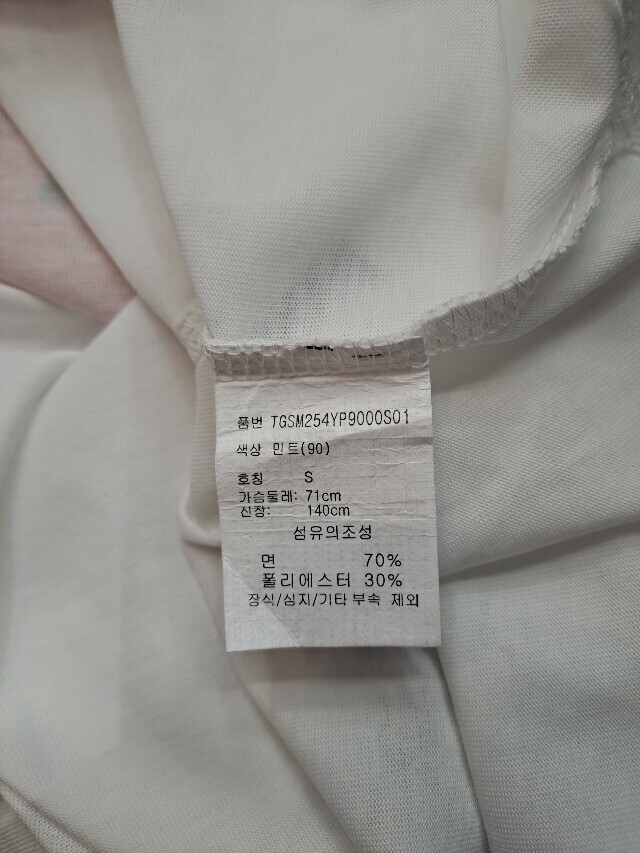 품번 TGSM254YP9000S01
색상 민트(90)
호칭 S
가슴둘레: 71cm
신장: 140cm
섬유의조성
면 70%
폴리에스터 30%
장식/심지/기타 부속 제외